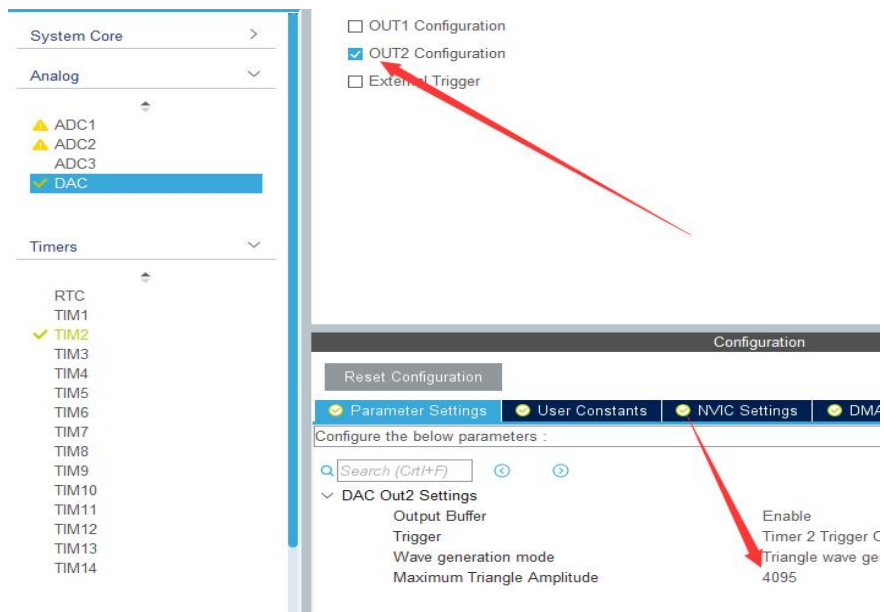 System Core
Analog
ADC1
ADC2
ADC3
DAC
Timers
RTC
TIM1
TIM2
TIM3
TIM4
TIM5
TIM6
TIM7
TIM8
TIM9
TIM10
TIM11
TIM12
TIM13
TIM14
OUT1 Configuration
OUT2 Configuration
External Trigger
Configuration
Reset Configuration
Parameter Settings
User Constants
NVIC Settings
DMA
Configure the below parameters :
Search (Crtl+F)
DAC Out2 Settings
Output Buffer Enable
Trigger Timer 2 Trigger O
Wave generation mode Triangle wave ge
Maximum Triangle Amplitude 4095